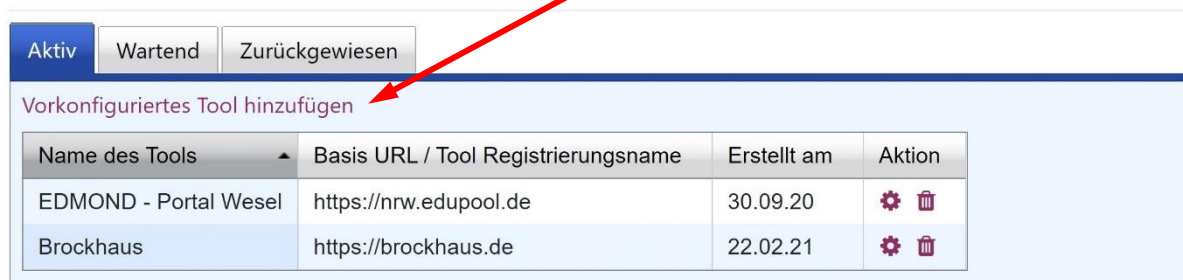 Aktiv Wartend Zurückgewiesen
Vorkonfiguriertes Tool hinzufügen
Name des Tools Basis URL / Tool Registrierungsname Erstellt am Aktion
EDMOND - Portal Wesel https://nrw.edupool.de 30.09.20
Brockhaus https://brockhaus.de 22.02.21